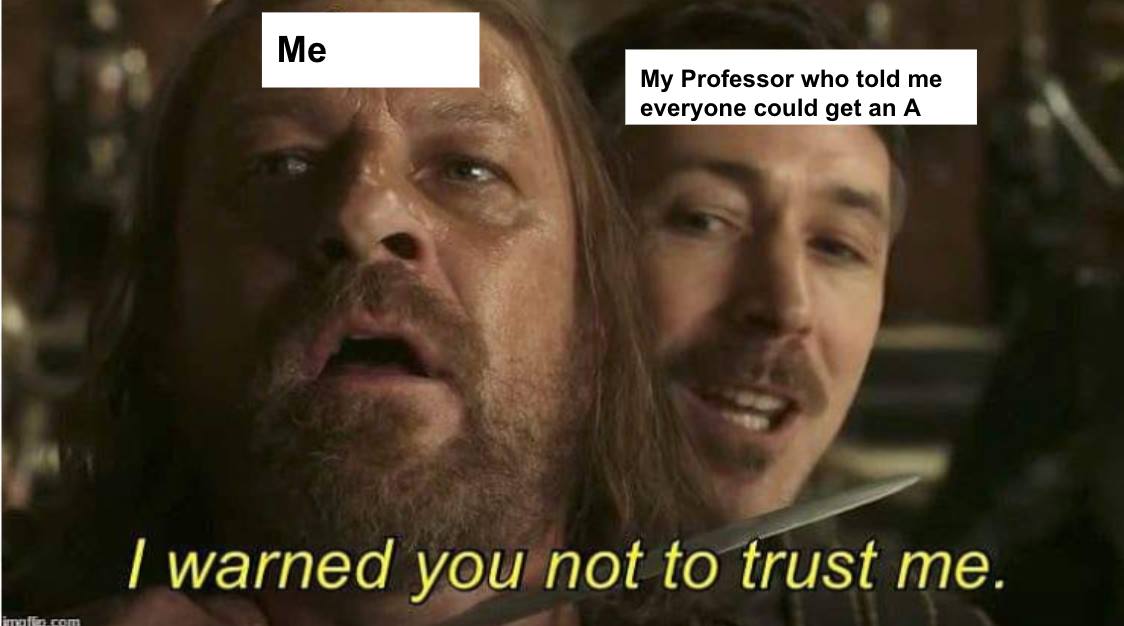 Me
My Professor who told me
everyone could get an A
I warned you not to trust me.
imgflip.com